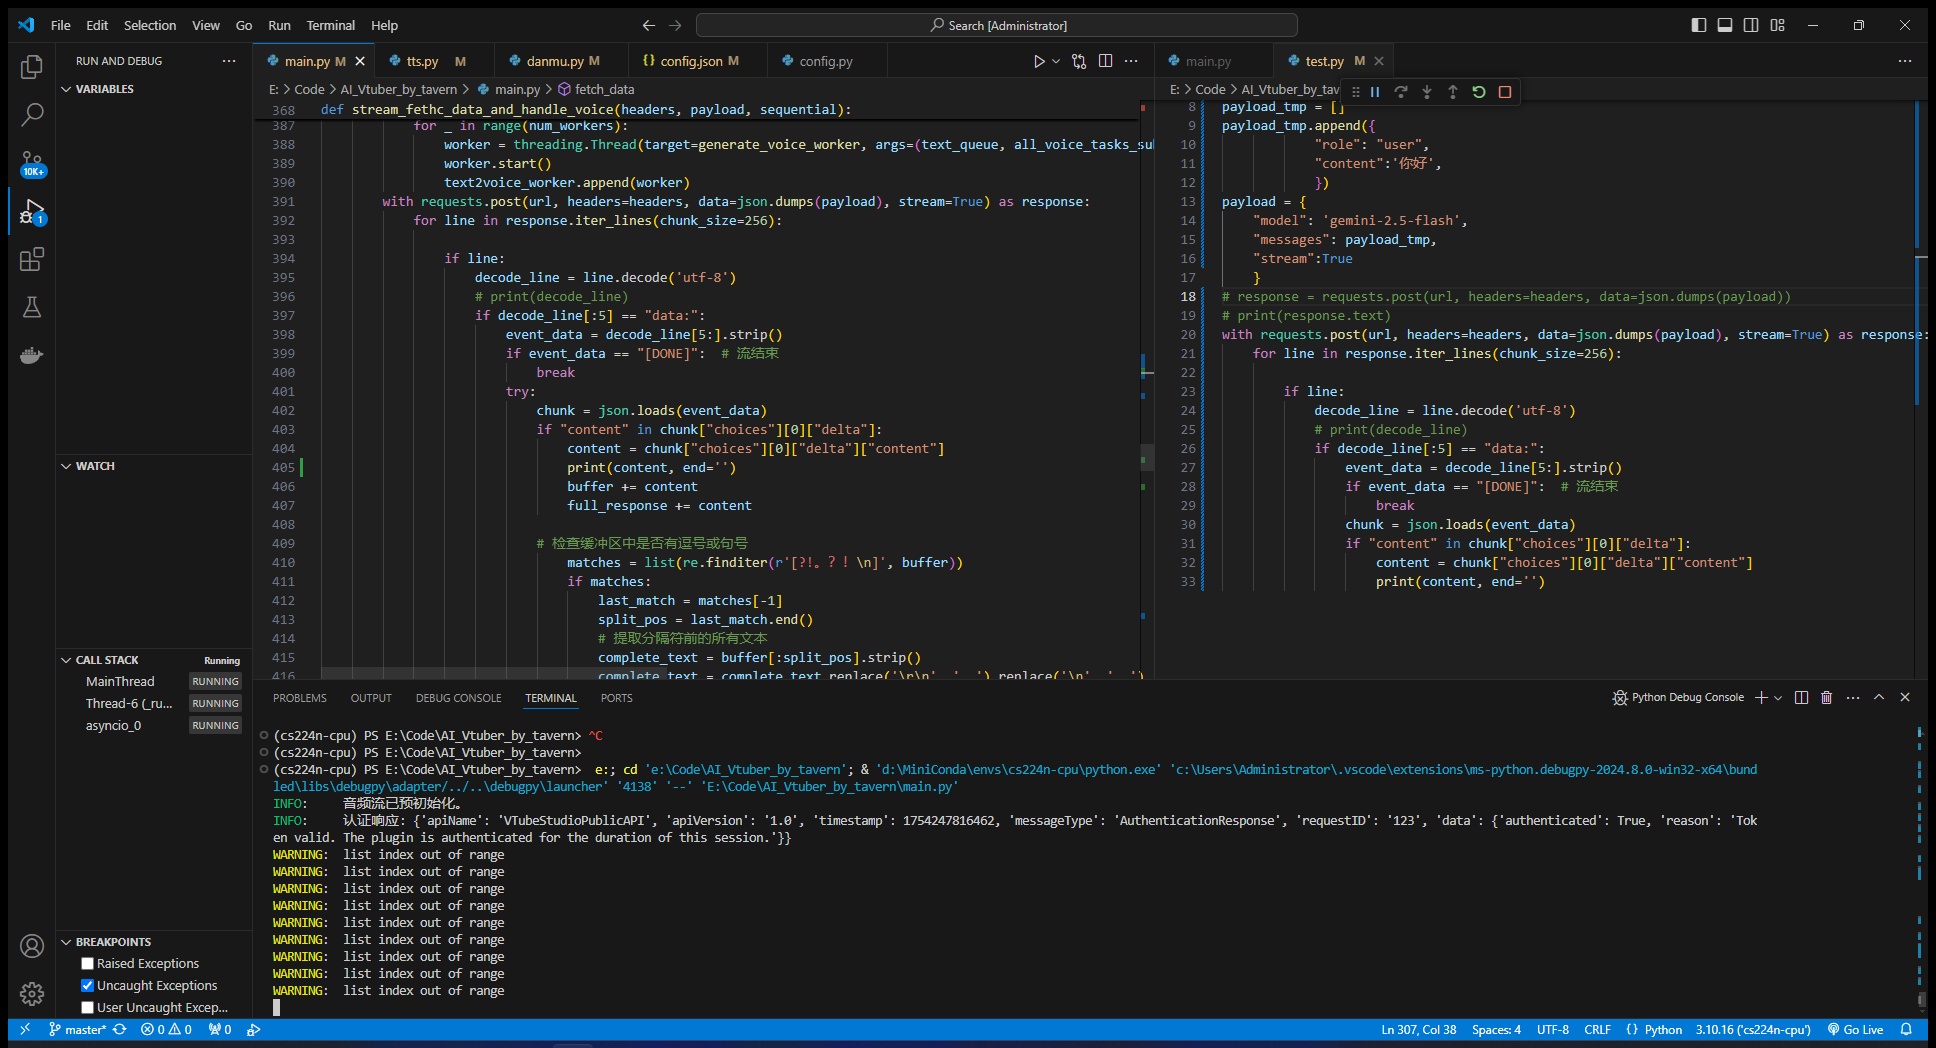 File Edit Selection View Go Run Terminal Help
Search [Administrator]
RUN AND DEBUG
VARIABLES
WATCH
CALL STACK Running
MainThread RUNNING
Thread-6 (_ru... RUNNING
asyncio_0 RUNNING
BREAKPOINTS
Raised Exceptions
Uncaught Exceptions
User Uncaught Excep...
10K+
1
main.py M tts.py M danmu.py M config.json M config.py
E: > Code > AI_Vtuber_by_tavern > main.py > fetch_data
368 def stream_fethc_data_and_handle_voice(headers, payload, sequential):
387 for _ in range(num_workers):
388 worker = threading.Thread(target=generate_voice_worker, args=(text_queue, all_voice_tasks_sul
389 worker.start()
390 text2voice_worker.append(worker)
391 with requests.post(url, headers=headers, data=json.dumps(payload), stream=True) as response:
392 for line in response.iter_lines(chunk_size=256):
393
394 if line:
395 decode_line = line.decode('utf-8')
396 # print(decode_line)
397 if decode_line[:5] == "data:":
398 event_data = decode_line[5:].strip()
399 if event_data == "[DONE]": # 流结束
400 break
401 try:
402 chunk = json.loads(event_data)
403 if "content" in chunk["choices"][0]["delta"]:
404 content = chunk["choices"][0]["delta"]["content"]
405 print(content, end='')
406 buffer += content
407 full_response += content
408
409 # 检查缓冲区中是否有逗号或句号
410 matches = list(re.finditer(r'[?!。？！\n]', buffer))
411 if matches:
412 last_match = matches[-1]
413 split_pos = last_match.end()
414 # 提取分隔符前的所有文本
415 complete_text = buffer[:split_pos].strip()
416 complete_text = complete_text.replace('\r\n'
main.py test.py M
E: > Code > AI_Vtuber_by_tav
8 payload_tmp = []
9 payload_tmp.append({
10 "role": "user",
11 "content":'你好',
12 })
13 payload = {
14 "model": 'gemini-2.5-flash',
15 "messages": payload_tmp,
16 "stream":True
17 }
18 # response = requests.post(url, headers=headers, data=json.dumps(payload))
19 # print(response.text)
20 with requests.post(url, headers=headers, data=json.dumps(payload), stream=True) as response:
21 for line in response.iter_lines(chunk_size=256):
22
23 if line:
24 decode_line = line.decode('utf-8')
25 # print(decode_line)
26 if decode_line[:5] == "data:":
27 event_data = decode_line[5:].strip()
28 if event_data == "[DONE]": # 流结束
29 break
30 chunk = json.loads(event_data)
31 if "content" in chunk["choices"][0]["delta"]:
32 content = chunk["choices"][0]["delta"]["content"]
33 print(content, end='')
PROBLEMS OUTPUT DEBUG CONSOLE TERMINAL PORTS
Python Debug Console
(cs224n-cpu) PS E:\Code\AI_Vtuber_by_tavern> ^C
(cs224n-cpu) PS E:\Code\AI_Vtuber_by_tavern>
(cs224n-cpu) PS E:\Code\AI_Vtuber_by_tavern> e:; cd 'e:\Code\AI_Vtuber_by_tavern'; & 'd:\MiniConda\envs\cs224n-cpu\python.exe' 'c:\Users\Administrator\.vscode\extensions\ms-python.debugpy-2024.8.0-win32-x64\bund
led\libs\debugpy\adapter/../..\debugpy\launcher' '4138' '--' 'E:\Code\AI_Vtuber_by_tavern\main.py'
INFO: 音频流已预初始化。
INFO: 认证响应: {'apiName': 'VTubeStudioPublicAPI', 'apiVersion': '1.0', 'timestamp': 1754247816462, 'messageType': 'AuthenticationResponse', 'requestID': '123', 'data': {'authenticated': True, 'reason': 'Tok
en valid. The plugin is authenticated for the duration of this session.'}}
WARNING: list index out of range
WARNING: list index out of range
WARNING: list index out of range
WARNING: list index out of range
WARNING: list index out of range
WARNING: list index out of range
WARNING: list index out of range
WARNING: list index out of range
WARNING: list index out of range
master* 0 0 0 Ln 307, Col 38 Spaces: 4 UTF-8 CRLF {} Python 3.10.16 ('cs224n-cpu') Go Live